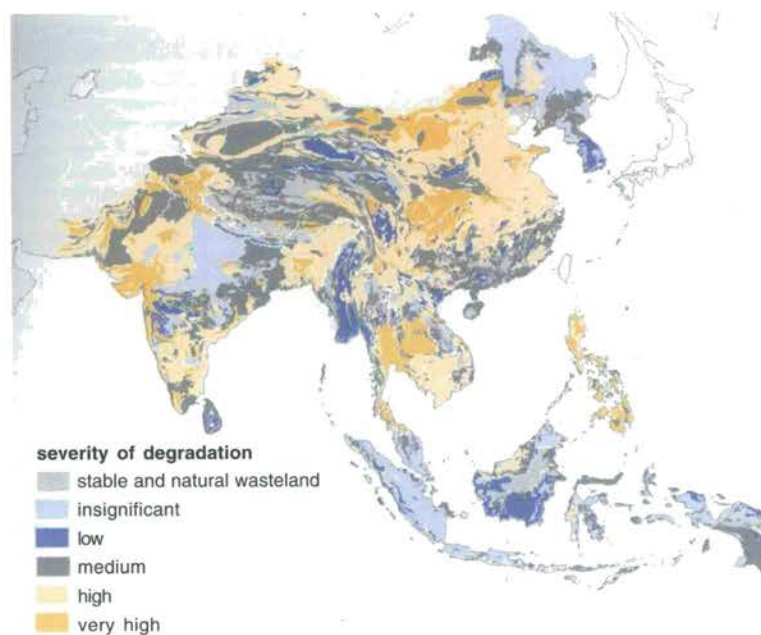 severity of degradation
stable and natural wasteland
insignificant
low
medium
high
very high